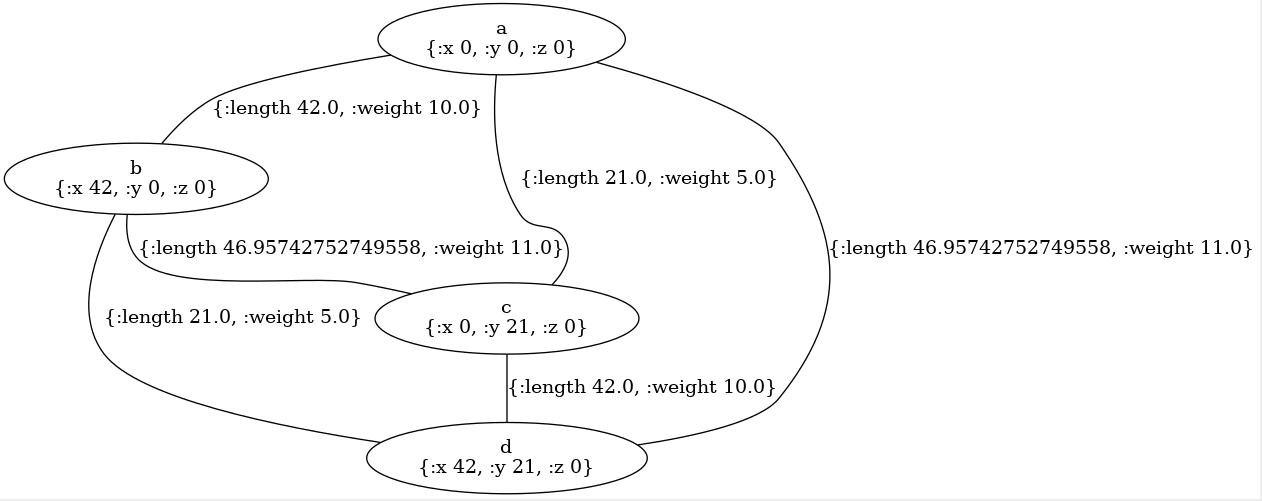 a
{:x 0, :y 0, :z 0}
{:length 42.0, :weight 10.0}
b
{:x 42, :y 0, :z 0}
{:length 21.0, :weight 5.0}
{:length 46.95742752749558, :weight 11.0}
{:length 46.95742752749558, :weight 11.0}
c
{:x 0, :y 21, :z 0}
{:length 21.0, :weight 5.0}
{:length 42.0, :weight 10.0}
d
{:x 42, :y 21, :z 0}